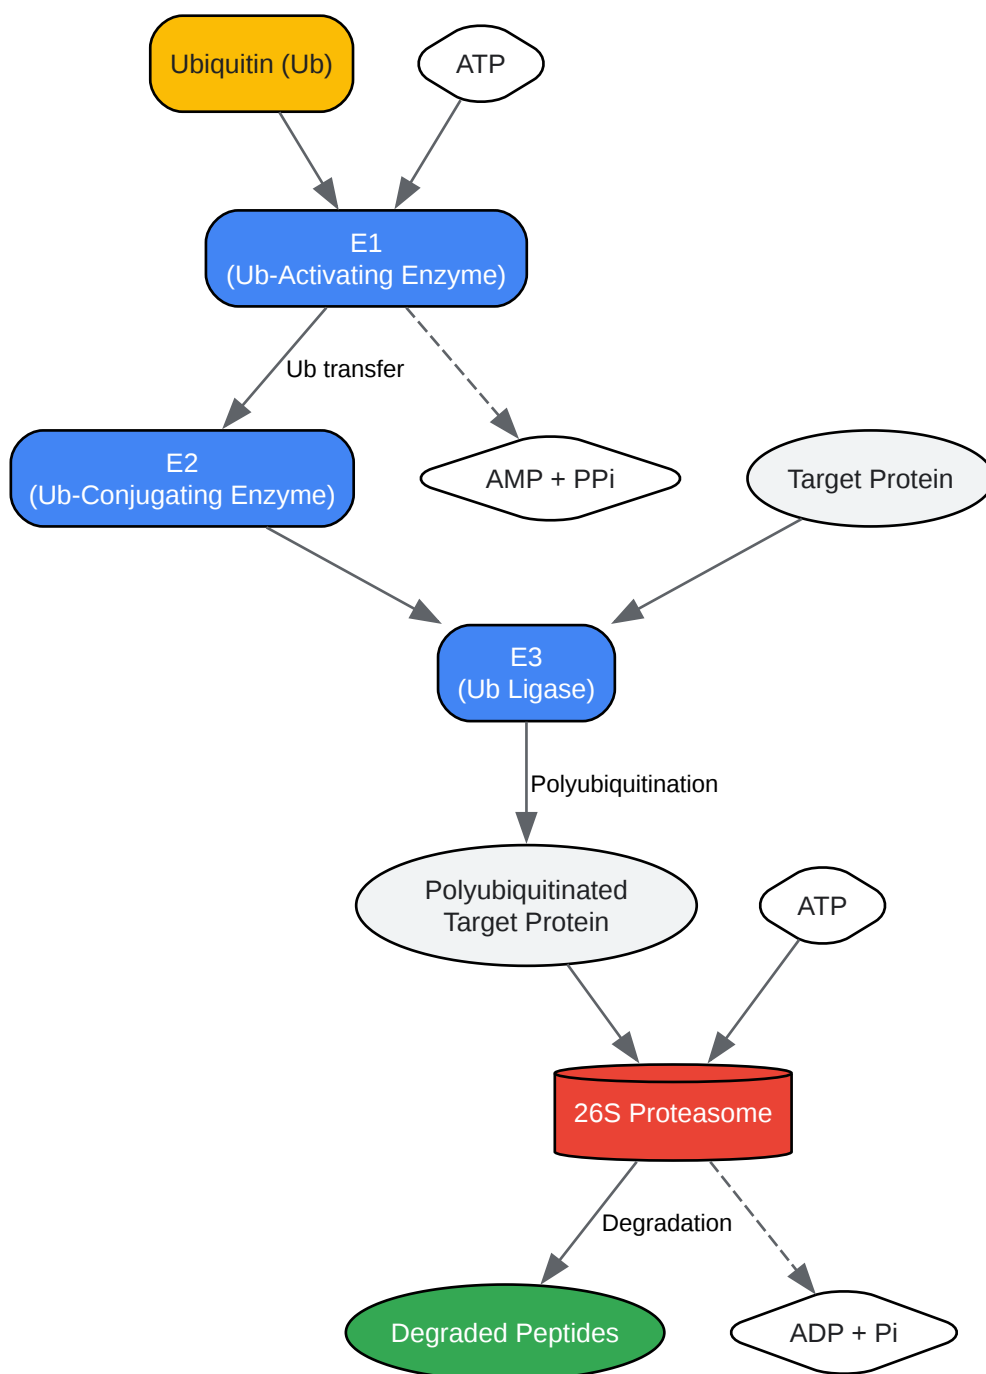 Ubiquitin (Ub)
ATP
E1
(Ub-Activating Enzyme)
Ub transfer
E2
(Ub-Conjugating Enzyme)
AMP + PPi
Target Protein
E3
(Ub Ligase)
Polyubiquitination
Polyubiquitinated
Target Protein
ATP
26S Proteasome
Degradation
Degraded Peptides
ADP + Pi